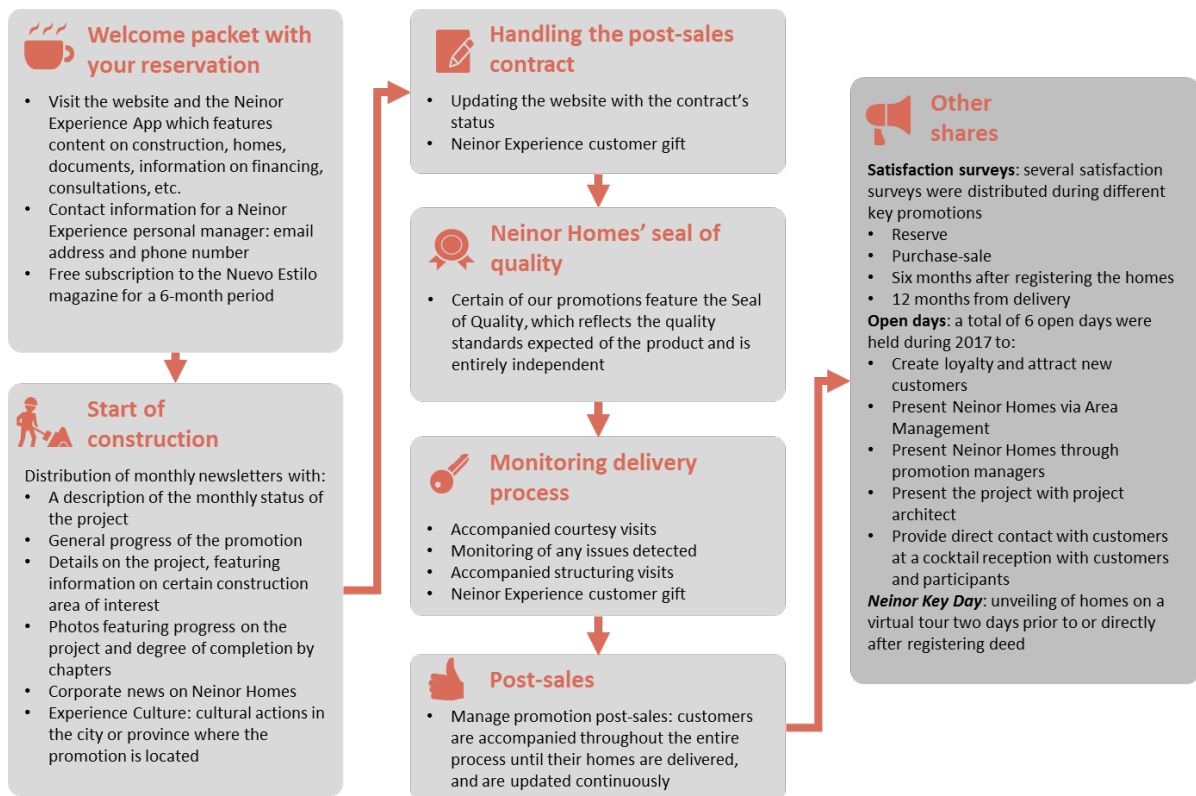 Welcome packet with
your reservation
• Visit the website and the Neinor
Experience App which features
content on construction, homes,
documents, information on financing,
consultations, etc.
• Contact information for a Neinor
Experience personal manager: email
address and phone number
• Free subscription to the Nuevo Estilo
magazine for a 6-month period
Start of
construction
Distribution of monthly newsletters with:
• A description of the monthly status of
the project
• General progress of the promotion
• Details on the project, featuring
information on certain construction
area of interest
• Photos featuring progress on the
project and degree of completion by
chapters
• Corporate news on Neinor Homes
• Experience Culture: cultural actions in
the city or province where the
promotion is located
Handling the post-sales
contract
• Updating the website with the contract's
status
• Neinor Experience customer gift
Neinor Homes' seal of
quality
• Certain of our promotions feature the Seal
of Quality, which reflects the quality
standards expected of the product and is
entirely independent
Monitoring delivery
process
• Accompanied courtesy visits
• Monitoring of any issues detected
• Accompanied structuring visits
• Neinor Experience customer gift
Post-sales
• Manage promotion post-sales: customers
are accompanied throughout the entire
process until their homes are delivered,
and are updated continuously
Other
shares
Satisfaction surveys: several satisfaction
surveys were distributed during different
key promotions
• Reserve
• Purchase-sale
• Six months after registering the homes
• 12 months from delivery
Open days: a total of 6 open days were
held during 2017 to:
• Create loyalty and attract new
customers
• Present Neinor Homes via Area
Management
• Present Neinor Homes through
promotion managers
• Present the project with project
architect
• Provide direct contact with customers
at a cocktail reception with customers
and participants
Neinor Key Day: unveiling of homes on a
virtual tour two days prior to or directly
after registering deed